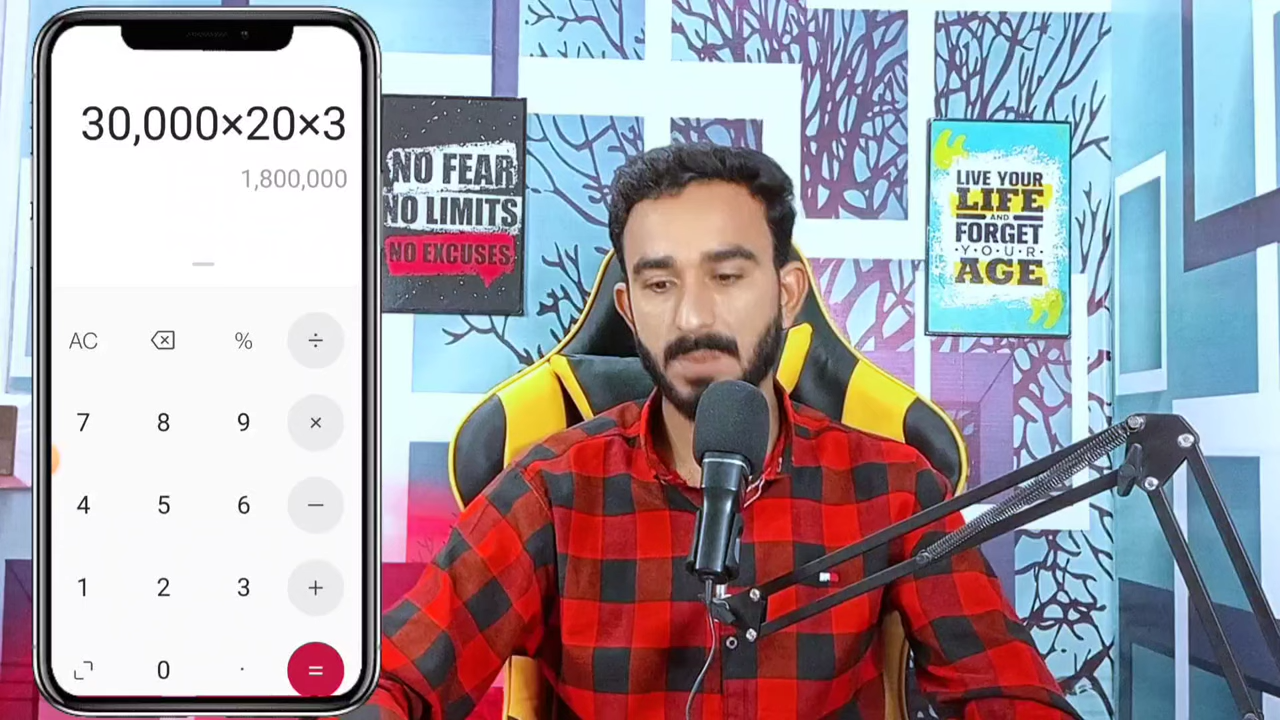 30,000×20×3
1,800,000
AC % ÷
7 8 9 ×
4 5 6 −
1 2 3 +
0 . =
NO FEAR
NO LIMITS
NO EXCUSES
“
LIVE YOUR
LIFE
AND
FORGET
·Y·O·U·R·
AGE
”